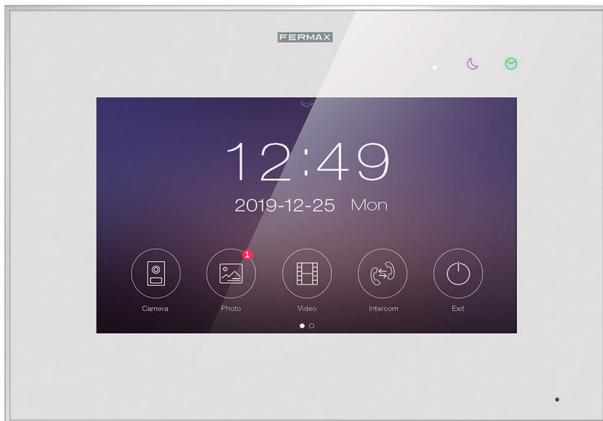 FERMAX
12:49
2019-12-25 Mon
1
Camera Photo Video Intercom Exit